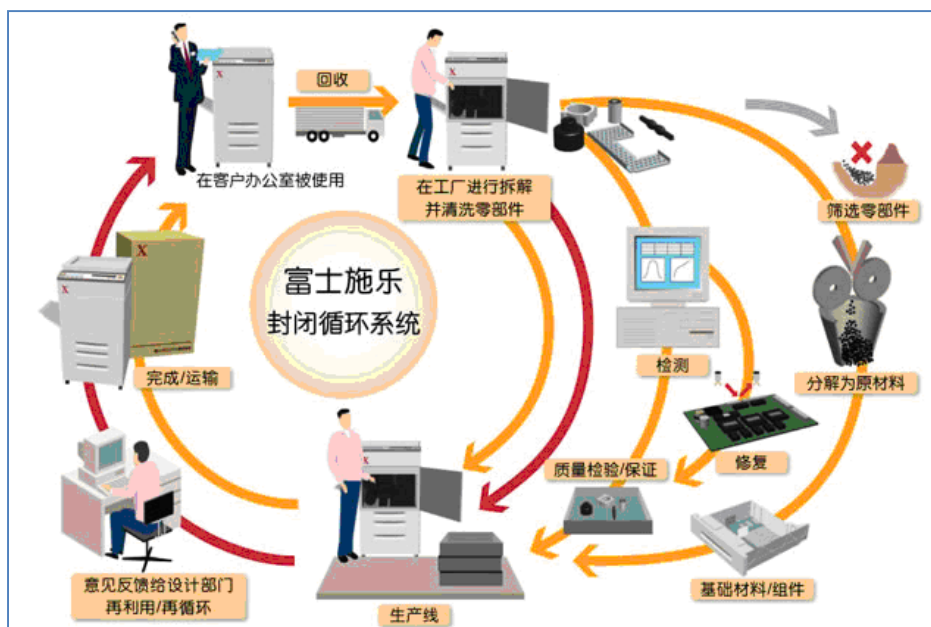 回收
在客户办公室被使用
在工厂进行拆解
并清洗零部件
筛选零部件
富士施乐
封闭循环系统
检测
分解为原材料
完成/运输
修复
质量检验/保证
意见反馈给设计部门
再利用/再循环
生产线
基础材料/组件
X
X
X
X
X